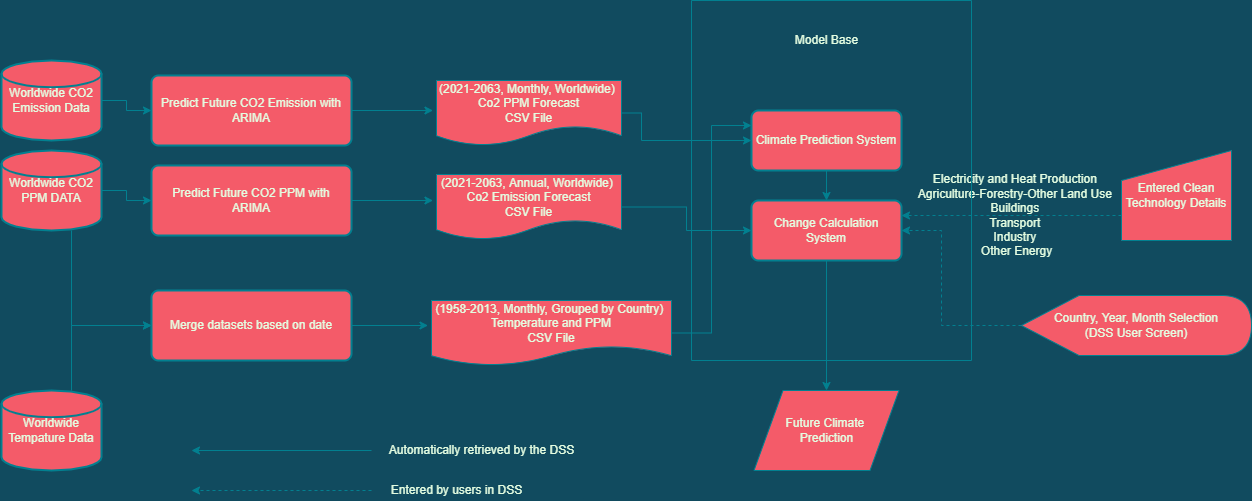 Model Base
Worldwide CO2
Emission Data
Predict Future CO2 Emission with
ARIMA
(2021-2063, Monthly, Worldwide)
Co2 PPM Forecast
CSV File
Climate Prediction System
Worldwide CO2
PPM DATA
Predict Future CO2 PPM with
ARIMA
(2021-2063, Annual, Worldwide)
Co2 Emission Forecast
CSV File
Change Calculation
System
Electricity and Heat Production
Agriculture-Forestry-Other Land Use
Buildings
Transport
Industry
Other Energy
Entered Clean
Technology Details
Merge datasets based on date
(1958-2013, Monthly, Grouped by Country)
Temperature and PPM
CSV File
Country, Year, Month Selection
(DSS User Screen)
Worldwide
Tempature Data
Future Climate
Prediction
Automatically retrieved by the DSS
Entered by users in DSS